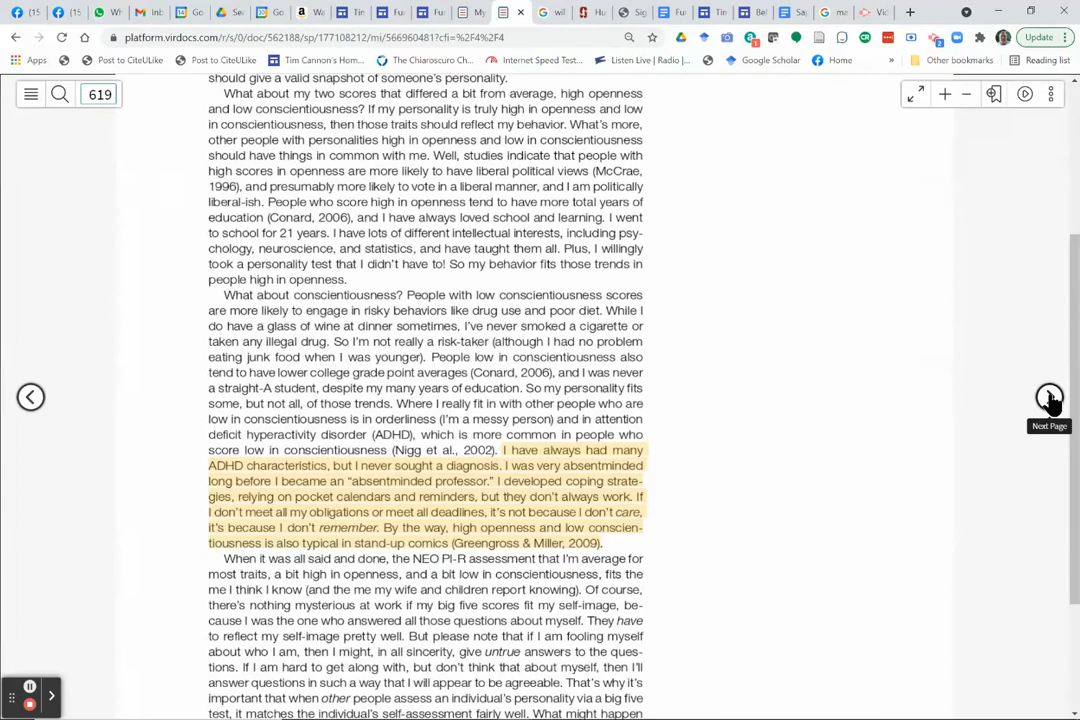 (15
(15
Wh
Inb
Go
Sev
Go
Wa
Tin
Fur
Fur
My
wil
Hu
Sig
Fur
Tin
Bel
Sap
ma
Vid
platform.virdocs.com/r/s/0/doc/562188/sp/177108212/mi/566960481?cfi=%2F4%2F4
Update
Apps
Post to CiteULike
Post to CiteULike
Tim Cannon's Hom...
The Chiaroscuro Ch...
Internet Speed Test...
Listen Live | Radio |...
Google Scholar
Home
»
Other bookmarks
Reading list
619
should give a valid snapshot of someone's personality.
What about my two scores that differed a bit from average, high openness
and low conscientiousness? If my personality is truly high in openness and low
in conscientiousness, then those traits should reflect my behavior. What's more,
other people with personalities high in openness and low in conscientiousness
should have things in common with me. Well, studies indicate that people with
high scores in openness are more likely to have liberal political views (McCrae,
1996), and presumably more likely to vote in a liberal manner, and I am politically
liberal-ish. People who score high in openness tend to have more total years of
education (Conard, 2006), and I have always loved school and learning. I went
to school for 21 years. I have lots of different intellectual interests, including psy-
chology, neuroscience, and statistics, and have taught them all. Plus, I willingly
took a personality test that I didn't have to! So my behavior fits those trends in
people high in openness.
What about conscientiousness? People with low conscientiousness scores
are more likely to engage in risky behaviors like drug use and poor diet. While I
do have a glass of wine at dinner sometimes, I've never smoked a cigarette or
taken any illegal drug. So I'm not really a risk-taker (although I had no problem
eating junk food when I was younger). People low in conscientiousness also
tend to have lower college grade point averages (Conard, 2006), and I was never
a straight-A student, despite my many years of education. So my personality fits
some, but not all, of those trends. Where I really fit in with other people who are
low in conscientiousness is in orderliness (I'm a messy person) and in attention
deficit hyperactivity disorder (ADHD), which is more common in people who
score low in conscientiousness (Nigg et al., 2002). I have always had many
ADHD characteristics, but I never sought a diagnosis. I was very absentminded
long before I became an “absentminded professor.” I developed coping strate-
gies, relying on pocket calendars and reminders, but they don't always work. If
I don't meet all my obligations or meet all deadlines, it's not because I don't care,
it's because I don't remember. By the way, high openness and low conscien-
tiousness is also typical in stand-up comics (Greengross & Miller, 2009).
When it was all said and done, the NEO PI-R assessment that I'm average for
most traits, a bit high in openness, and a bit low in conscientiousness, fits the
me I think I know (and the me my wife and children report knowing). Of course,
there's nothing mysterious at work if my big five scores fit my self-image, be-
cause I was the one who answered all those questions about myself. They have
to reflect my self-image pretty well. But please note that if I am fooling myself
about who I am, then I might, in all sincerity, give untrue answers to the ques-
tions. If I am hard to get along with, but don't think that about myself, then I'll
answer questions in such a way that I will appear to be agreeable. That's why it's
important that when other people assess an individual's personality via a big five
test, it matches the individual's self-assessment fairly well. What might happen
Next Page